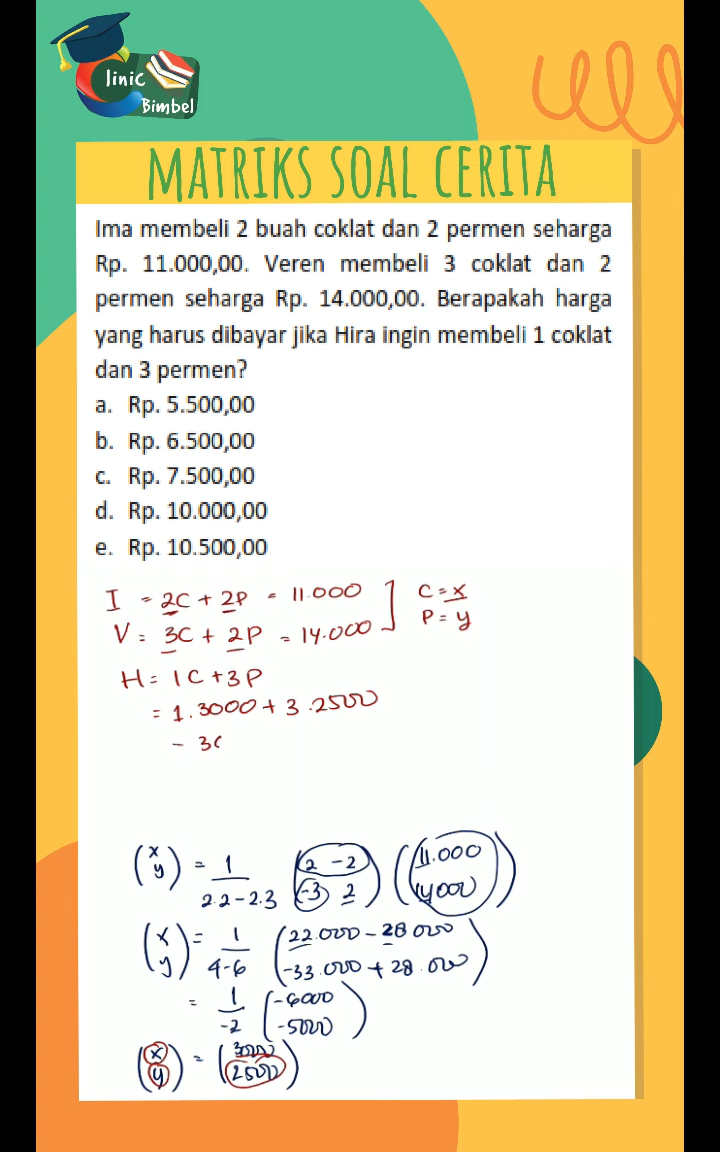 Clinic
Bimbel
MATRIKS SOAL CERITA
Ima membeli 2 buah coklat dan 2 permen seharga
Rp. 11.000,00. Veren membeli 3 coklat dan 2
permen seharga Rp. 14.000,00. Berapakah harga
yang harus dibayar jika Hira ingin membeli 1 coklat
dan 3 permen?
a. Rp. 5.500,00
b. Rp. 6.500,00
c. Rp. 7.500,00
d. Rp. 10.000,00
e. Rp. 10.500,00
I = 2C + 2P = 11.000 ] C = x
V = 3C + 2P = 14.000 P = y
H = 1C + 3P
= 1.3000 + 3.2500
= 30
(x y) = 1/(2.2-2.3) (2 -2 -3 2) (11.000 14000)
(x y) = 1/(4-6) (22.000 - 28000 -33.000 + 28.000)
= 1/-2 (-6000 -5000)
(x y) = (3000 2500)